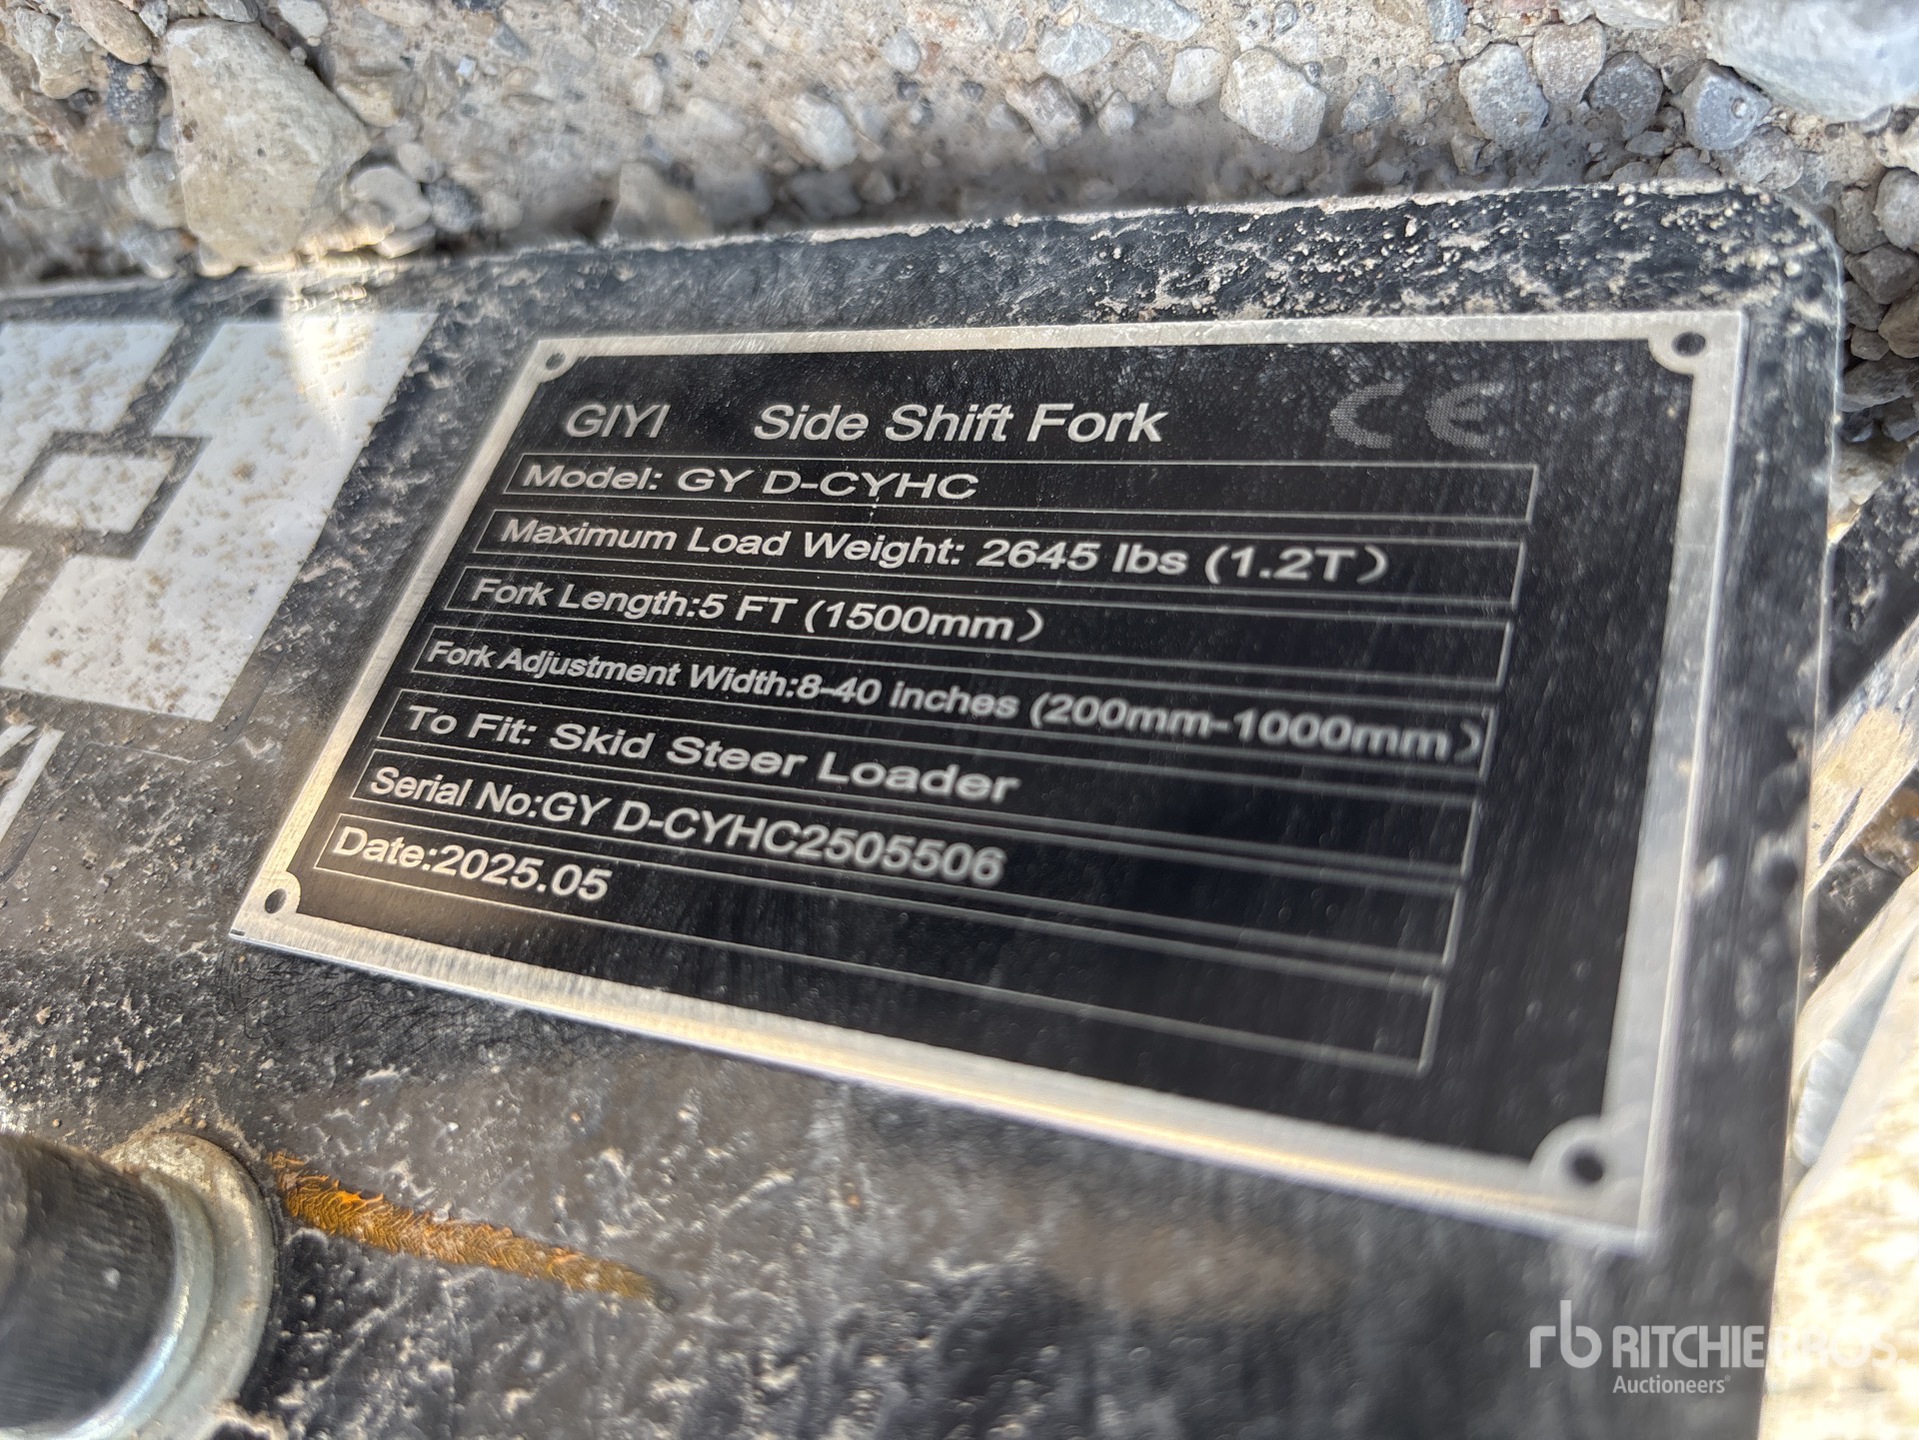 GIYI Side Shift Fork CE
Model: GY D-CYHC
Maximum Load Weight: 2645 lbs (1.2T）
Fork Length:5 FT (1500mm）
Fork Adjustment Width:8-40 inches (200mm-1000mm）
To Fit: Skid Steer Loader
Serial No:GY D-CYHC2505506
Date:2025.05
rb RITCHIE BROS.
Auctioneers®